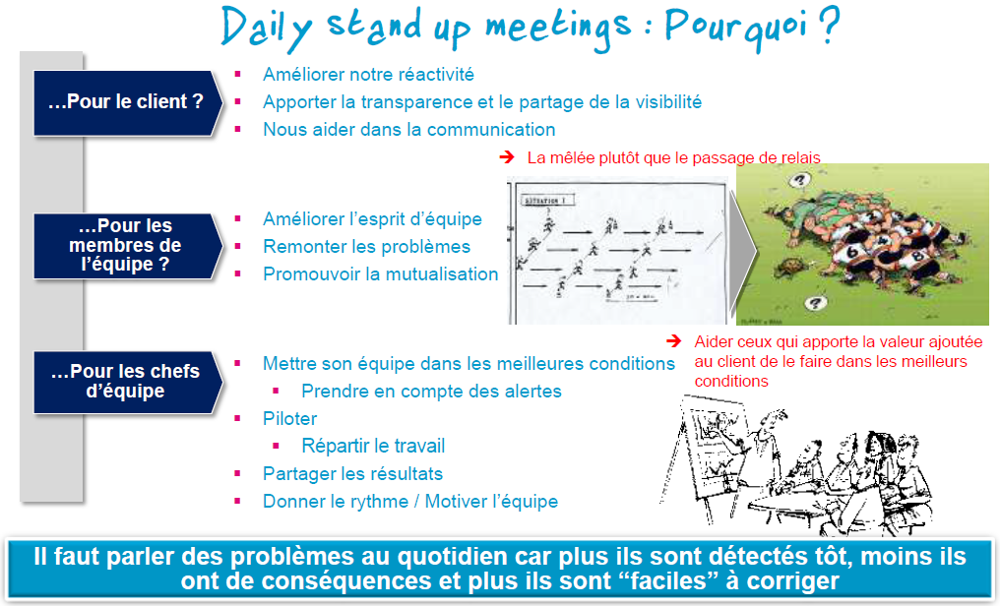 Daily stand up meetings : Pourquoi ?
…Pour le client ?
Améliorer notre réactivité
Apporter la transparence et le partage de la visibilité
Nous aider dans la communication
La mêlée plutôt que le passage de relais
…Pour les
membres de
l’équipe ?
Améliorer l’esprit d’équipe
Remonter les problèmes
Promouvoir la mutualisation
SITUATION 1
?
6
8
?
Aider ceux qui apporte la valeur ajoutée
au client de le faire dans les meilleurs
conditions
…Pour les chefs
d’équipe
Mettre son équipe dans les meilleures conditions
Prendre en compte des alertes
Piloter
Répartir le travail
Partager les résultats
Donner le rythme / Motiver l’équipe
Il faut parler des problèmes au quotidien car plus ils sont détectés tôt, moins ils
ont de conséquences et plus ils sont “faciles” à corriger